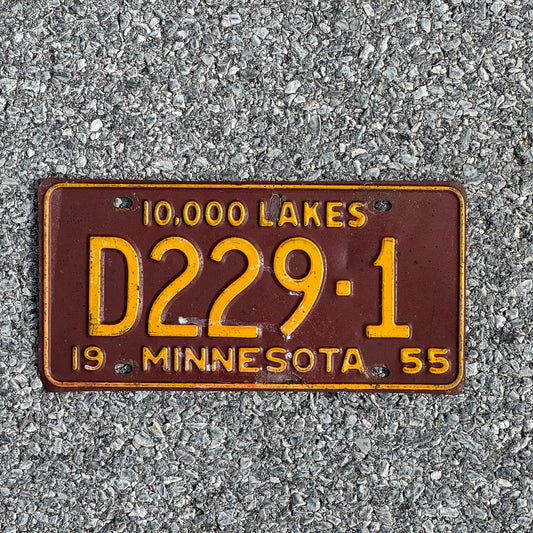 10,000 LAKES
D229·1
19 MINNESOTA 55